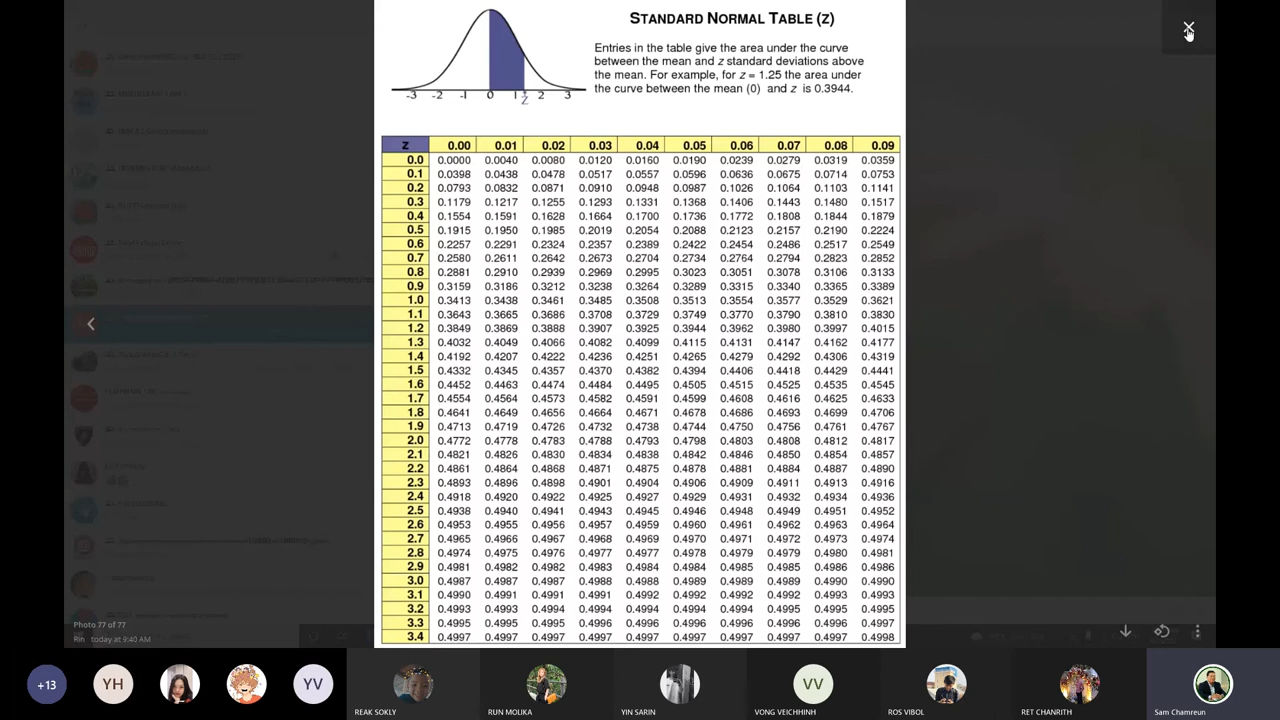 STANDARD NORMAL TABLE (Z)
Entries in the table give the area under the curve
between the mean and z standard deviations above
the mean. For example, for z = 1.25 the area under
the curve between the mean (0) and z is 0.3944.
-3 -2 -1 0 1 2 3
Z
z 0.00 0.01 0.02 0.03 0.04 0.05 0.06 0.07 0.08 0.09
0.0 0.0000 0.0040 0.0080 0.0120 0.0160 0.0190 0.0239 0.0279 0.0319 0.0359
0.1 0.0398 0.0438 0.0478 0.0517 0.0557 0.0596 0.0636 0.0675 0.0714 0.0753
0.2 0.0793 0.0832 0.0871 0.0910 0.0948 0.0987 0.1026 0.1064 0.1103 0.1141
0.3 0.1179 0.1217 0.1255 0.1293 0.1331 0.1368 0.1406 0.1443 0.1480 0.1517
0.4 0.1554 0.1591 0.1628 0.1664 0.1700 0.1736 0.1772 0.1808 0.1844 0.1879
0.5 0.1915 0.1950 0.1985 0.2019 0.2054 0.2088 0.2123 0.2157 0.2190 0.2224
0.6 0.2257 0.2291 0.2324 0.2357 0.2389 0.2422 0.2454 0.2486 0.2517 0.2549
0.7 0.2580 0.2611 0.2642 0.2673 0.2704 0.2734 0.2764 0.2794 0.2823 0.2852
0.8 0.2881 0.2910 0.2939 0.2969 0.2995 0.3023 0.3051 0.3078 0.3106 0.3133
0.9 0.3159 0.3186 0.3212 0.3238 0.3264 0.3289 0.3315 0.3340 0.3365 0.3389
1.0 0.3413 0.3438 0.3461 0.3485 0.3508 0.3513 0.3554 0.3577 0.3529 0.3621
1.1 0.3643 0.3665 0.3686 0.3708 0.3729 0.3749 0.3770 0.3790 0.3810 0.3830
1.2 0.3849 0.3869 0.3888 0.3907 0.3925 0.3944 0.3962 0.3980 0.3997 0.4015
1.3 0.4032 0.4049 0.4066 0.4082 0.4099 0.4115 0.4131 0.4147 0.4162 0.4177
1.4 0.4192 0.4207 0.4222 0.4236 0.4251 0.4265 0.4279 0.4292 0.4306 0.4319
1.5 0.4332 0.4345 0.4357 0.4370 0.4382 0.4394 0.4406 0.4418 0.4429 0.4441
1.6 0.4452 0.4463 0.4474 0.4484 0.4495 0.4505 0.4515 0.4525 0.4535 0.4545
1.7 0.4554 0.4564 0.4573 0.4582 0.4591 0.4599 0.4608 0.4616 0.4625 0.4633
1.8 0.4641 0.4649 0.4656 0.4664 0.4671 0.4678 0.4686 0.4693 0.4699 0.4706
1.9 0.4713 0.4719 0.4726 0.4732 0.4738 0.4744 0.4750 0.4756 0.4761 0.4767
2.0 0.4772 0.4778 0.4783 0.4788 0.4793 0.4798 0.4803 0.4808 0.4812 0.4817
2.1 0.4821 0.4826 0.4830 0.4834 0.4838 0.4842 0.4846 0.4850 0.4854 0.4857
2.2 0.4861 0.4864 0.4868 0.4871 0.4875 0.4878 0.4881 0.4884 0.4887 0.4890
2.3 0.4893 0.4896 0.4898 0.4901 0.4904 0.4906 0.4909 0.4911 0.4913 0.4916
2.4 0.4918 0.4920 0.4922 0.4925 0.4927 0.4929 0.4931 0.4932 0.4934 0.4936
2.5 0.4938 0.4940 0.4941 0.4943 0.4945 0.4946 0.4948 0.4949 0.4951 0.4952
2.6 0.4953 0.4955 0.4956 0.4957 0.4959 0.4960 0.4961 0.4962 0.4963 0.4964
2.7 0.4965 0.4966 0.4967 0.4968 0.4969 0.4970 0.4971 0.4972 0.4973 0.4974
2.8 0.4974 0.4975 0.4976 0.4977 0.4977 0.4978 0.4979 0.4979 0.4980 0.4981
2.9 0.4981 0.4982 0.4982 0.4983 0.4984 0.4984 0.4985 0.4985 0.4986 0.4986
3.0 0.4987 0.4987 0.4987 0.4988 0.4988 0.4989 0.4989 0.4989 0.4990 0.4990
3.1 0.4990 0.4991 0.4991 0.4991 0.4992 0.4992 0.4992 0.4992 0.4993 0.4993
3.2 0.4993 0.4993 0.4994 0.4994 0.4994 0.4994 0.4994 0.4995 0.4995 0.4995
3.3 0.4995 0.4995 0.4995 0.4996 0.4996 0.4996 0.4996 0.4996 0.4996 0.4997
3.4 0.4997 0.4997 0.4997 0.4997 0.4997 0.4997 0.4997 0.4997 0.4997 0.4998
Photo 77 of 77
Rin today at 9:40 AM
+13 YH YV VV
REAK SOKLY RUN MOLIKA YIN SARIN VONG VEICHHINH ROS VIBOL RET CHANRITH Sam Chamreun